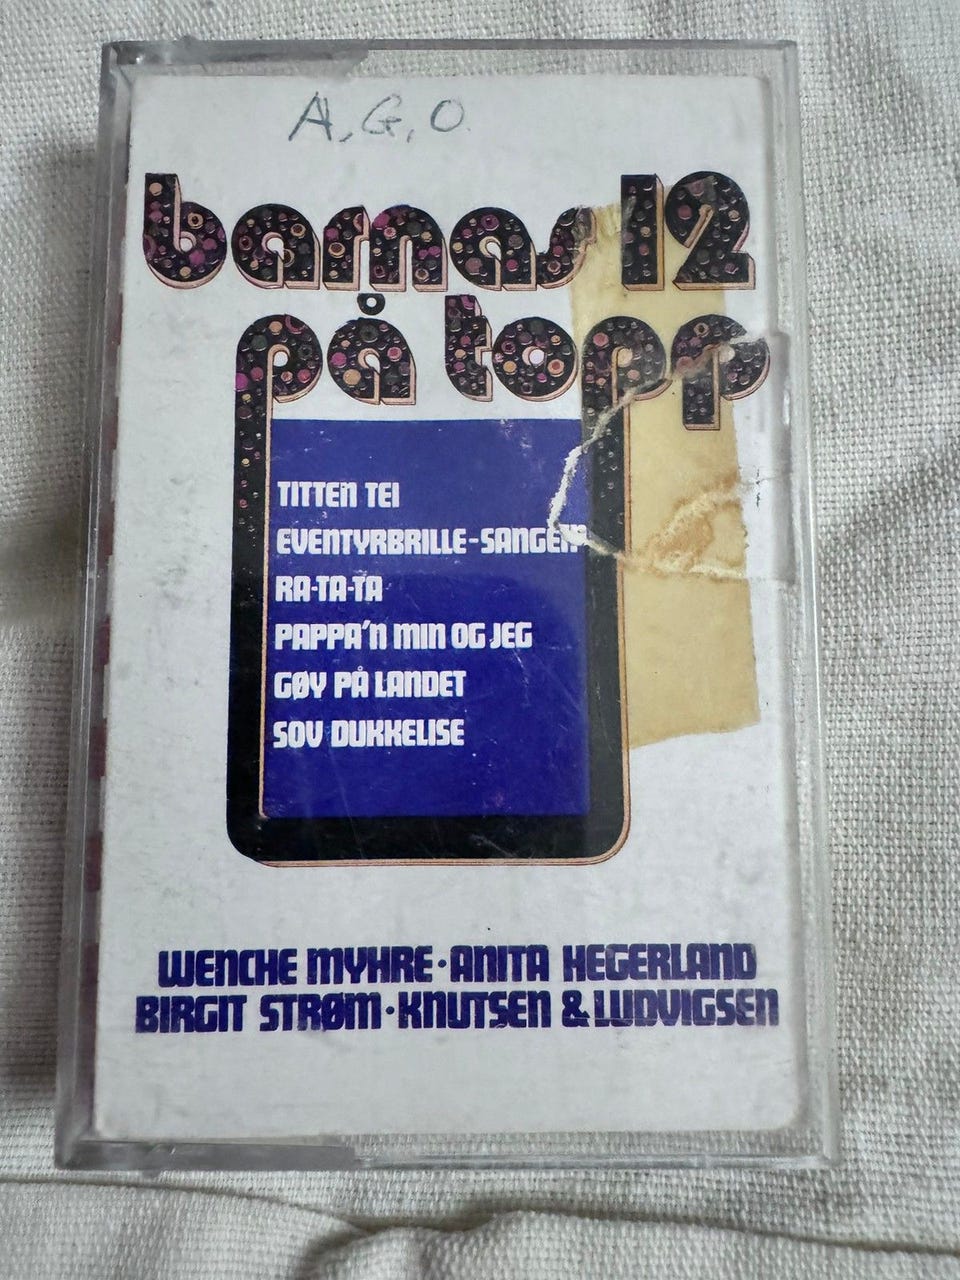 A.G.O.
barnas 12
på topp
TITTEN TEI
EVENTYRBRILLE-SANGEN
RA-TA-TA
PAPPA'N MIN OG JEG
GØY PÅ LANDET
SOV DUKKELISE
WENCHE MYHRE · ANITA HEGERLAND
BIRGIT STRØM · KNUTSEN & LUDVIGSEN